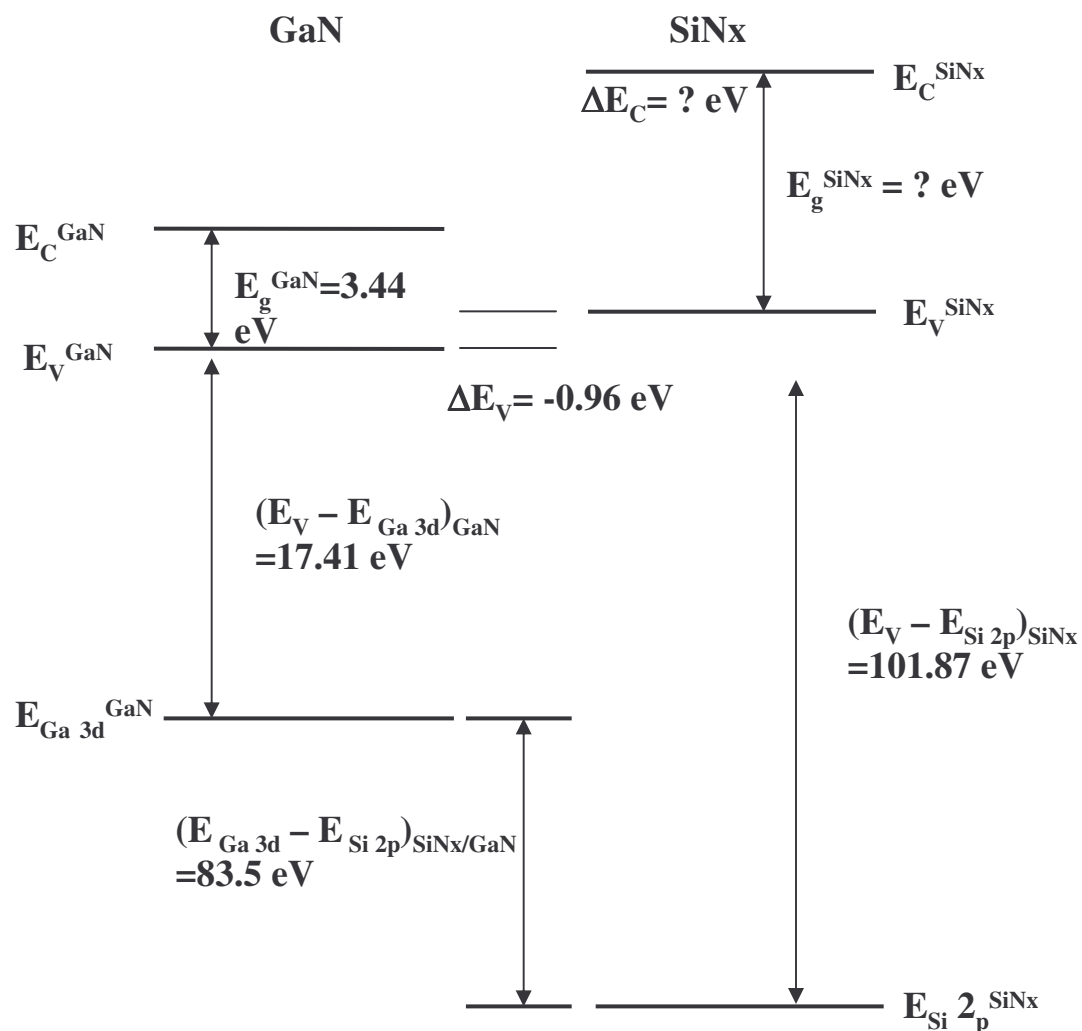 GaN SiNx
E_C^SiNx
ΔE_C= ? eV
E_g^SiNx = ? eV
E_C^GaN
E_g^GaN=3.44
eV
E_V^SiNx
E_V^GaN
ΔE_V= -0.96 eV
(E_V – E_Ga 3d)_GaN
=17.41 eV
(E_V – E_Si 2p)_SiNx
=101.87 eV
E_Ga 3d^GaN
(E_Ga 3d – E_Si 2p)_SiNx/GaN
=83.5 eV
E_Si 2_p^SiNx